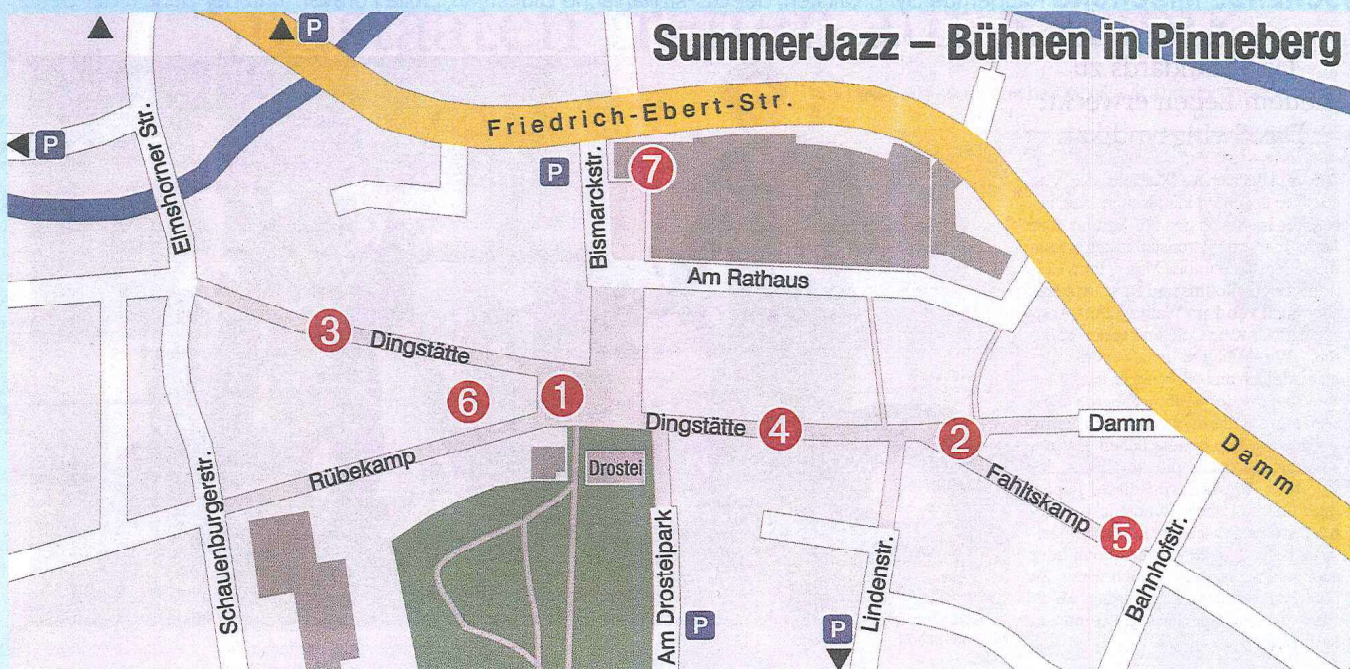 SummerJazz – Bühnen in Pinneberg
P
P
Elmshorner Str.
Friedrich-Ebert-Str.
P
Bismarckstr.
7
Am Rathaus
3
Dingstätte
6
1
Dingstätte
4
2
Damm
Damm
Rübekamp
Drostei
Fahltskamp
5
Schauenburgerstr.
Am Drosteipark
P
P
Lindenstr.
Bahnhofstr.